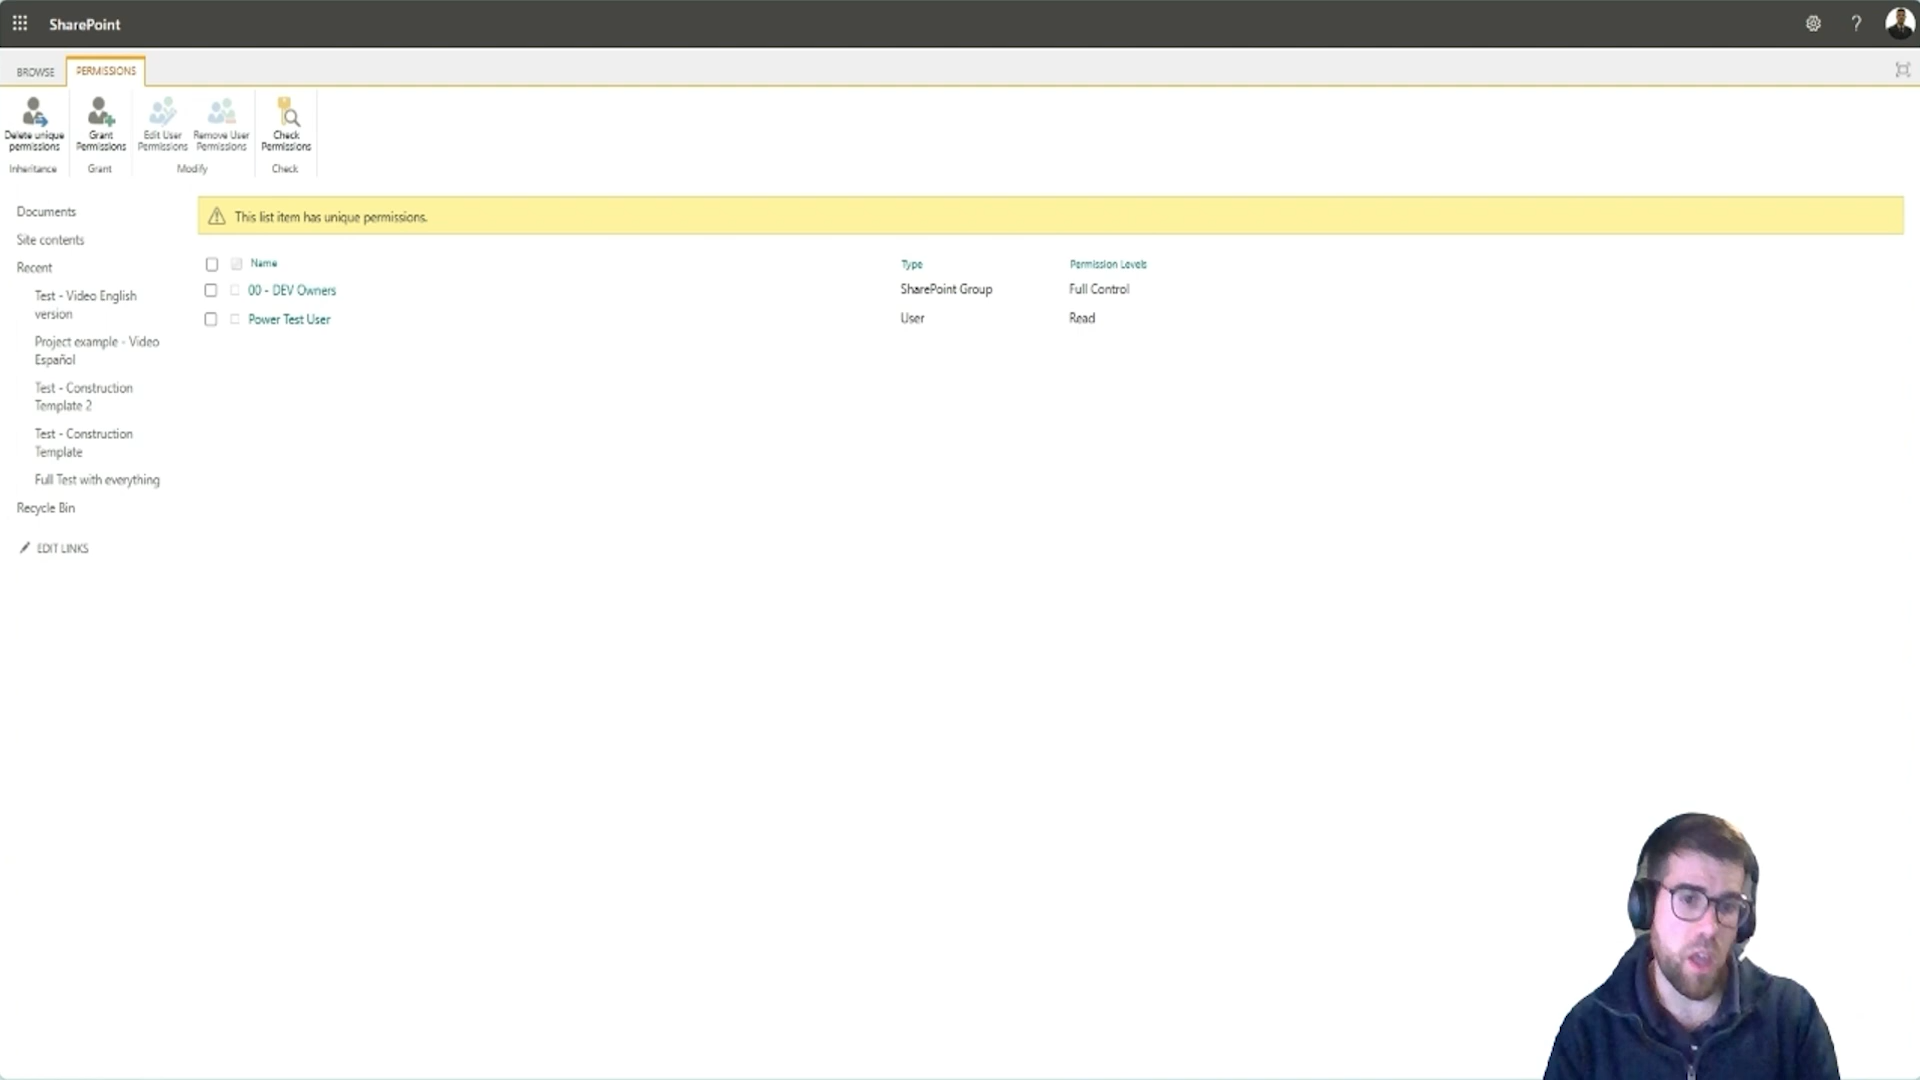 SharePoint
?
BROWSE
PERMISSIONS
Delete unique
permissions
Grant
Permissions
Edit User
Permissions
Remove User
Permissions
Check
Permissions
Inheritance
Grant
Modify
Check
Documents
Site contents
Recent
Test - Video English
version
Project example - Video
Español
Test - Construction
Template 2
Test - Construction
Template
Full Test with everything
Recycle Bin
EDIT LINKS
This list item has unique permissions.
Name Type Permission Levels
00 - DEV Owners SharePoint Group Full Control
Power Test User User Read